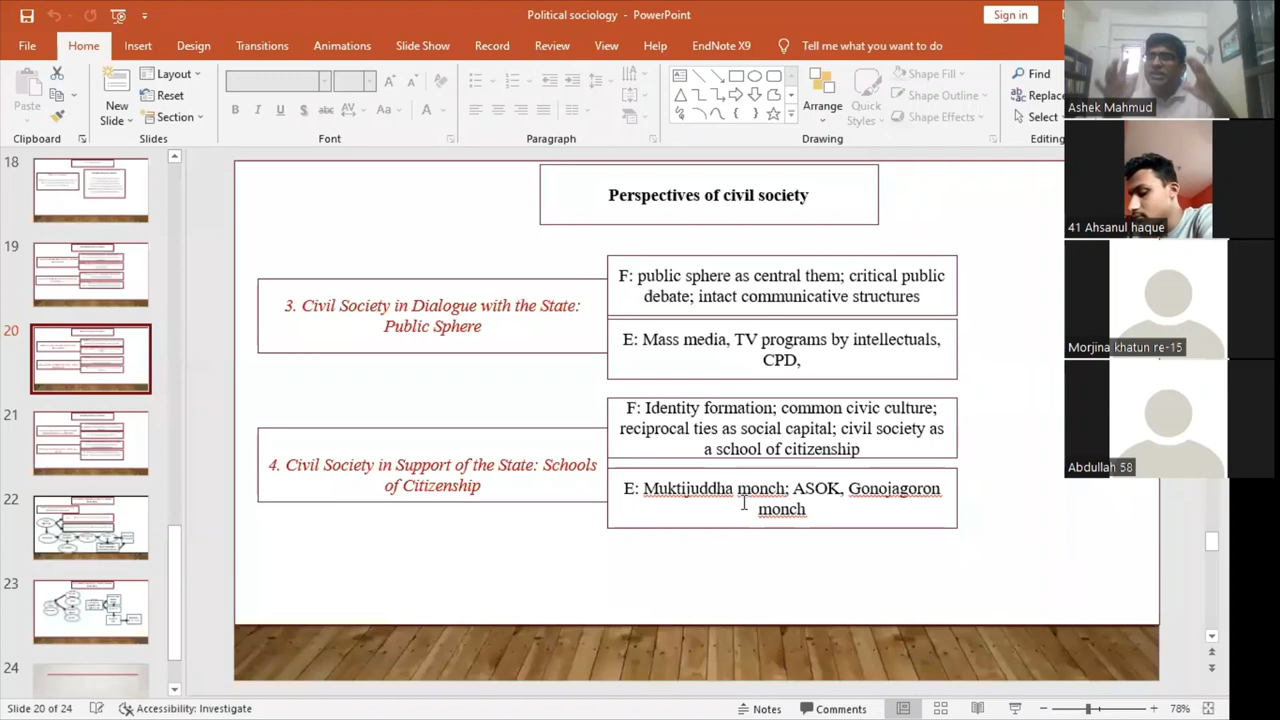 Political sociology - PowerPoint
Sign in
File Home Insert Design Transitions Animations Slide Show Record Review View Help EndNote X9 Tell me what you want to do
Paste
New
Slide
Layout
Reset
Section
B I U S abc AV Aa A
Arrange
Quick
Styles
Shape Fill
Shape Outline
Shape Effects
Find
Replace
Select
Clipboard Slides Font Paragraph Drawing Editing
Ashek Mahmud
41 Ahsanul haque
Morjina khatun re-15
Abdullah 58
18
19
20
21
22
23
24
Perspectives of civil society
3. Civil Society in Dialogue with the State:
Public Sphere
F: public sphere as central them; critical public
debate; intact communicative structures
E: Mass media, TV programs by intellectuals,
CPD,
4. Civil Society in Support of the State: Schools
of Citizenship
F: Identity formation; common civic culture;
reciprocal ties as social capital; civil society as
a school of citizenship
E: Muktijuddha monch; ASOK, Gonojagoron
monch
Slide 20 of 24 Accessibility: Investigate Notes Comments 78%